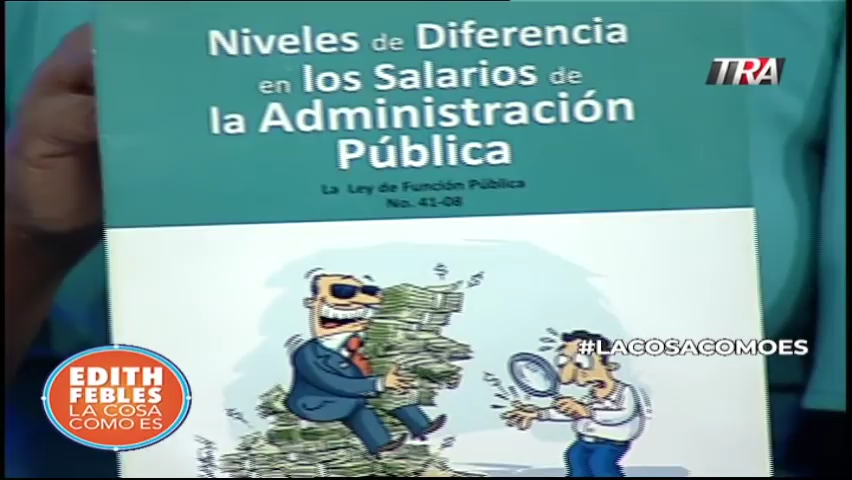 Niveles de Diferencia
en los Salarios de
la Administración
Pública
La Ley de Función Pública
No. 41-08
TRA
#LACOSACOMOES
EDITH
FEBLES
LA COSA
COMO ES